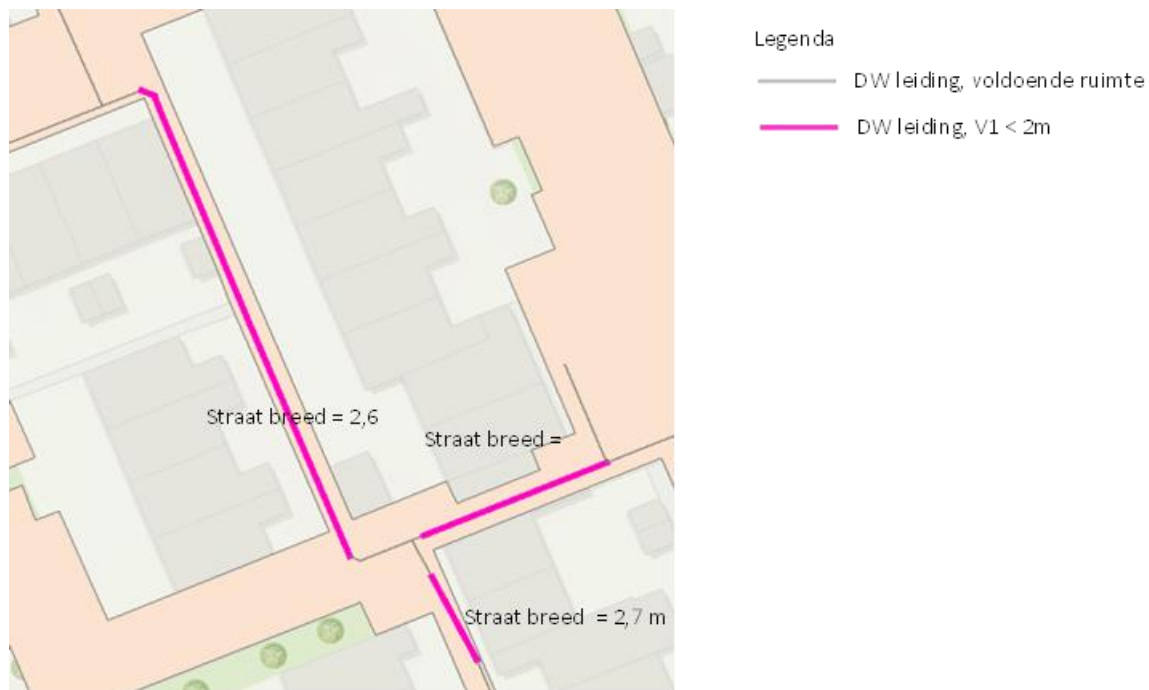 Legenda
DW leiding, voldoende ruimte
DW leiding, V1 < 2m
Straat breed = 2,6
Straat breed =
Straat breed = 2,7 m